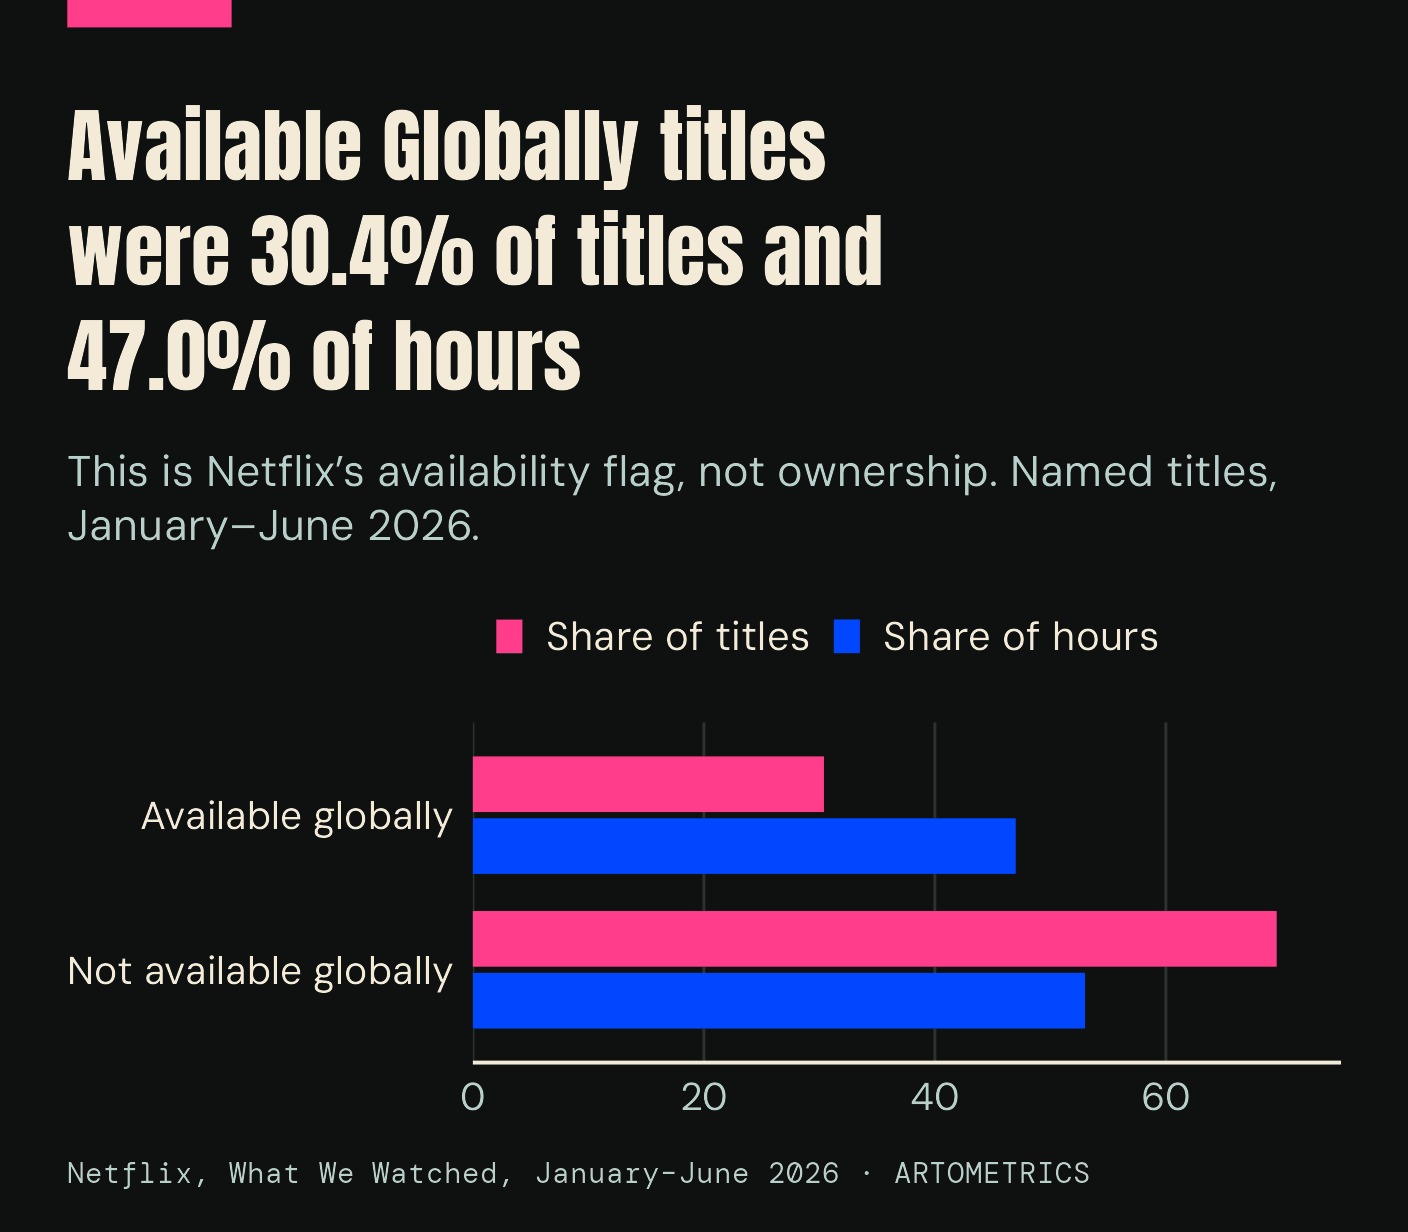 Available Globally titles
were 30.4% of titles and
47.0% of hours
This is Netflix’s availability flag, not ownership. Named titles,
January–June 2026.
Share of titles Share of hours
Available globally
Not available globally
0 20 40 60
Netflix, What We Watched, January–June 2026 · ARTOMETRICS